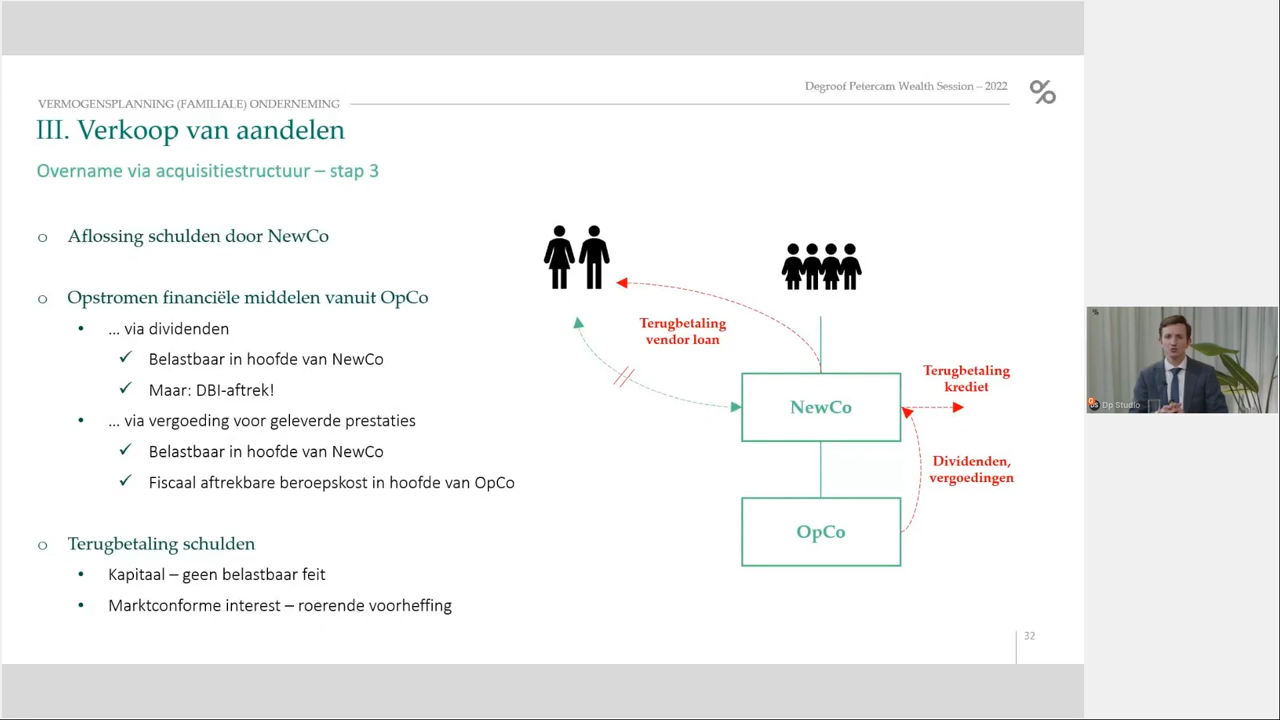 Degroof Petercam Wealth Session – 2022
VERMOGENSPLANNING (FAMILIALE) ONDERNEMING
III. Verkoop van aandelen
Overname via acquisitiestructuur – stap 3
o Aflossing schulden door NewCo
o Opstromen financiële middelen vanuit OpCo
• ... via dividenden
✓ Belastbaar in hoofde van NewCo
✓ Maar: DBI-aftrek!
• ... via vergoeding voor geleverde prestaties
✓ Belastbaar in hoofde van NewCo
✓ Fiscaal aftrekbare beroepskost in hoofde van OpCo
o Terugbetaling schulden
• Kapitaal – geen belastbaar feit
• Marktconforme interest – roerende voorheffing
Terugbetaling
vendor loan
Terugbetaling
krediet
NewCo
Dividenden,
vergoedingen
OpCo
32
Dp Studio